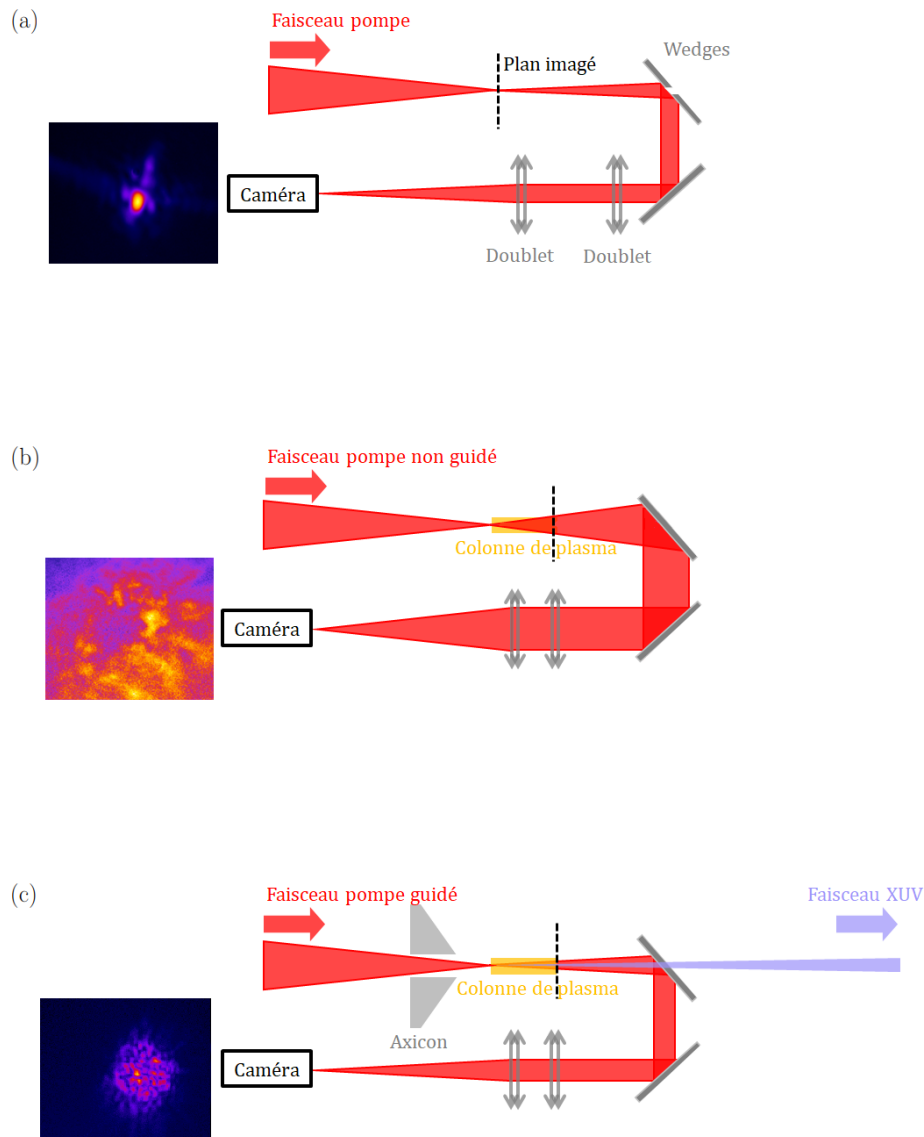 (a)
Faisceau pompe
Wedges
Plan imagé
Caméra
Doublet
Doublet
(b)
Faisceau pompe non guidé
Colonne de plasma
Caméra
(c)
Faisceau pompe guidé
Faisceau XUV
Colonne de plasma
Axicon
Caméra